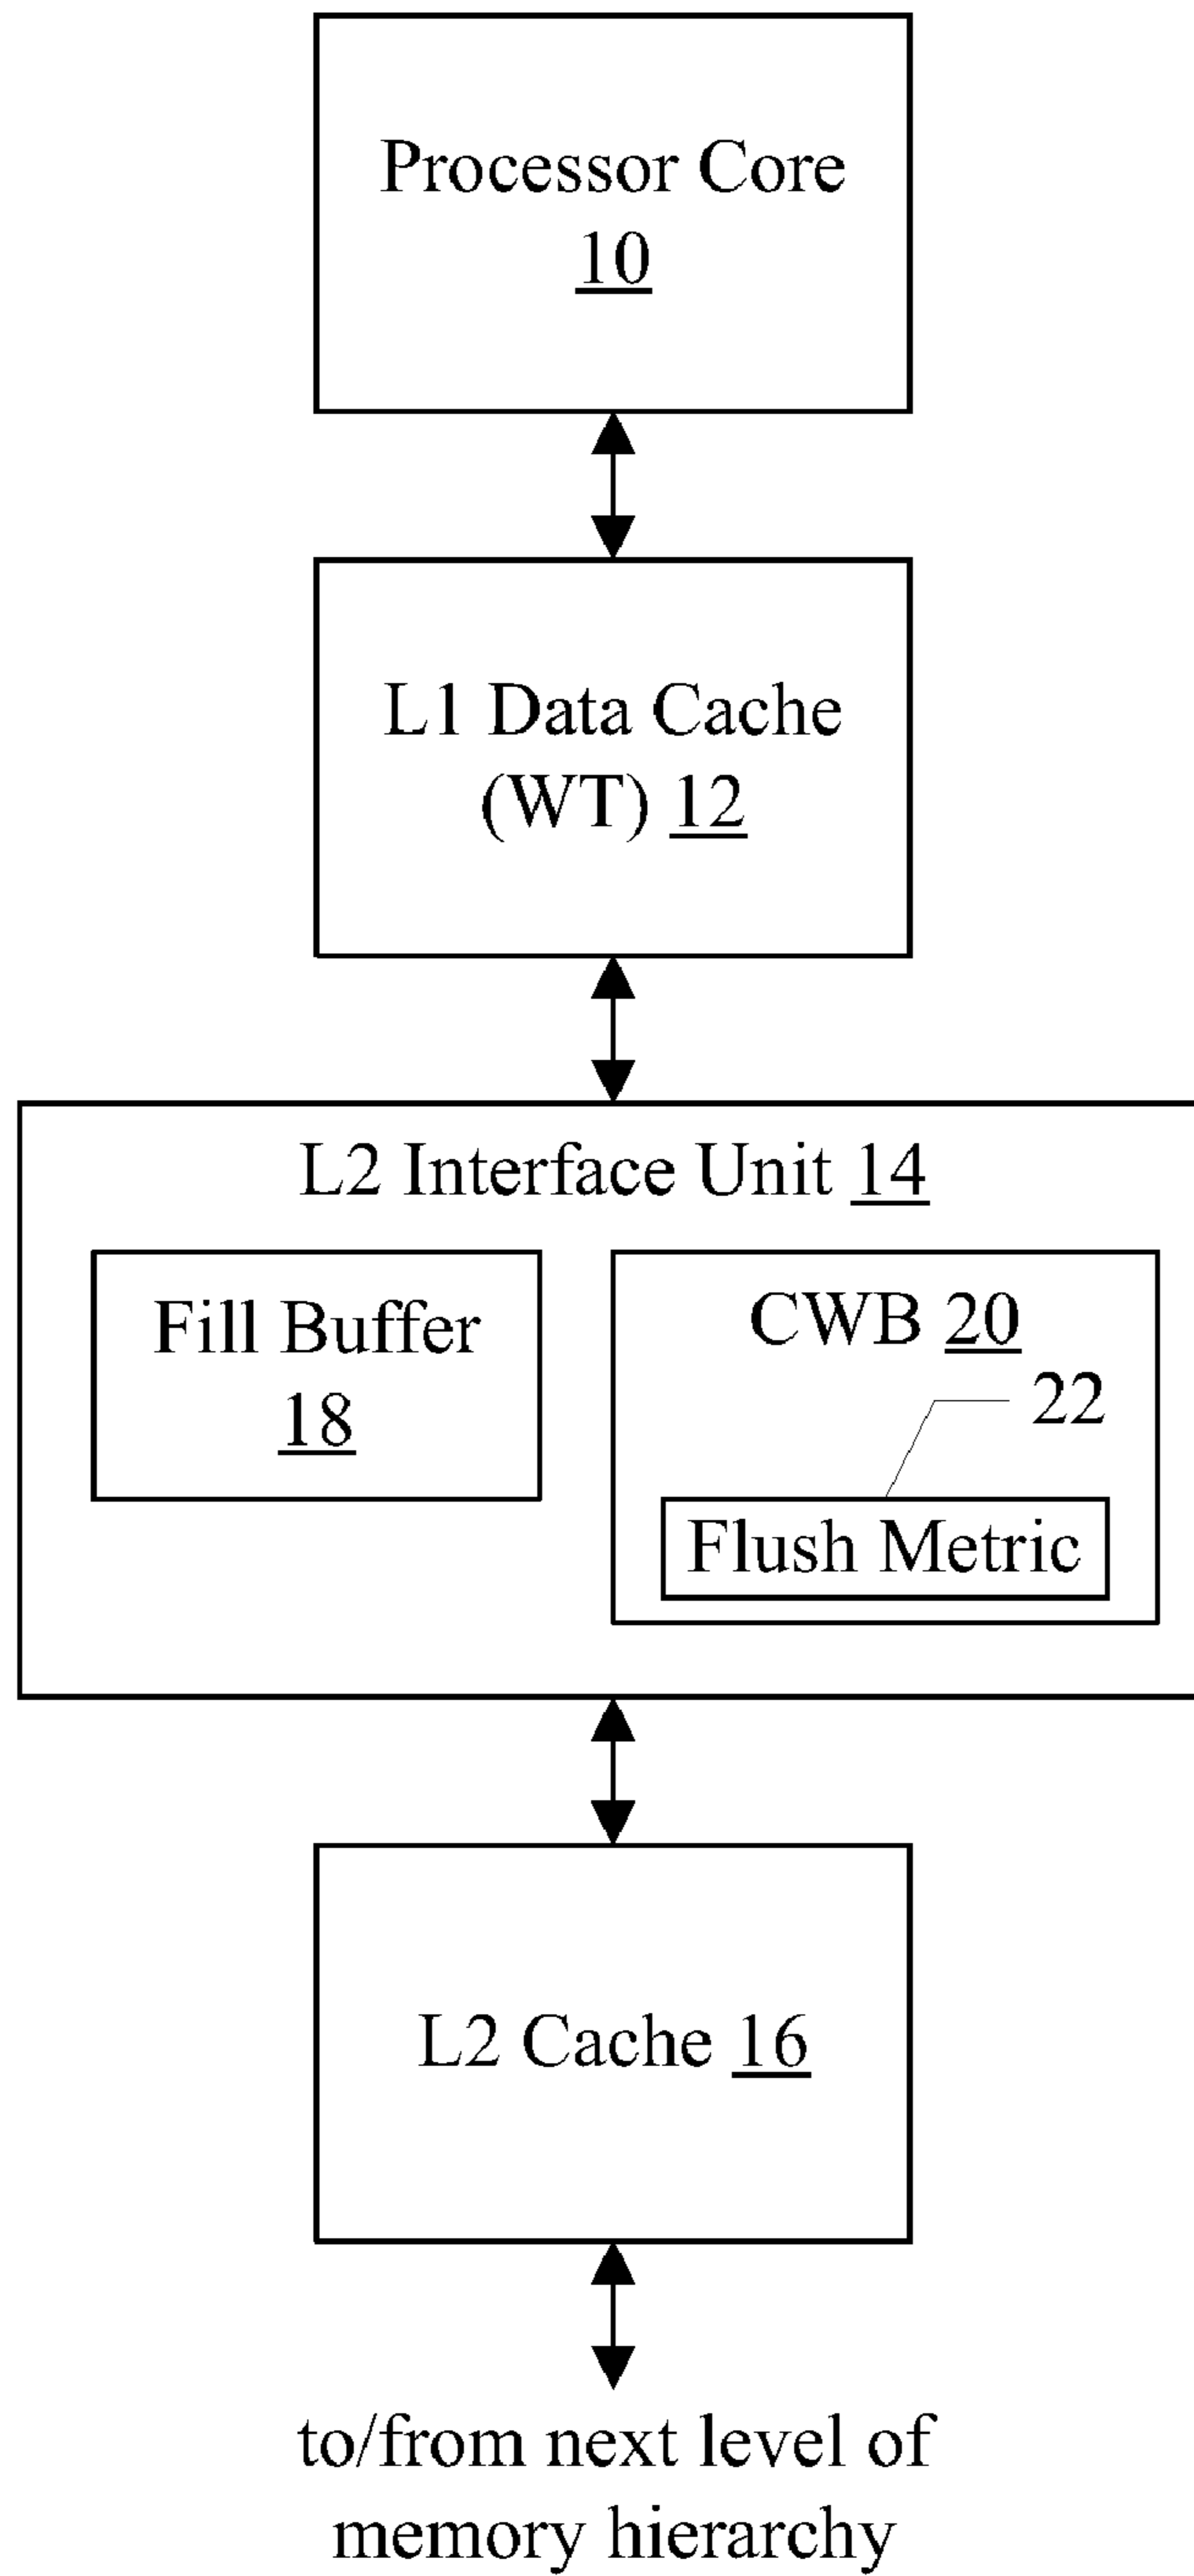 Processor Core
10
L1 Data Cache
(WT) 12
L2 Interface Unit 14
Fill Buffer
18
CWB 20
22
Flush Metric
L2 Cache 16
to/from next level of
memory hierarchy